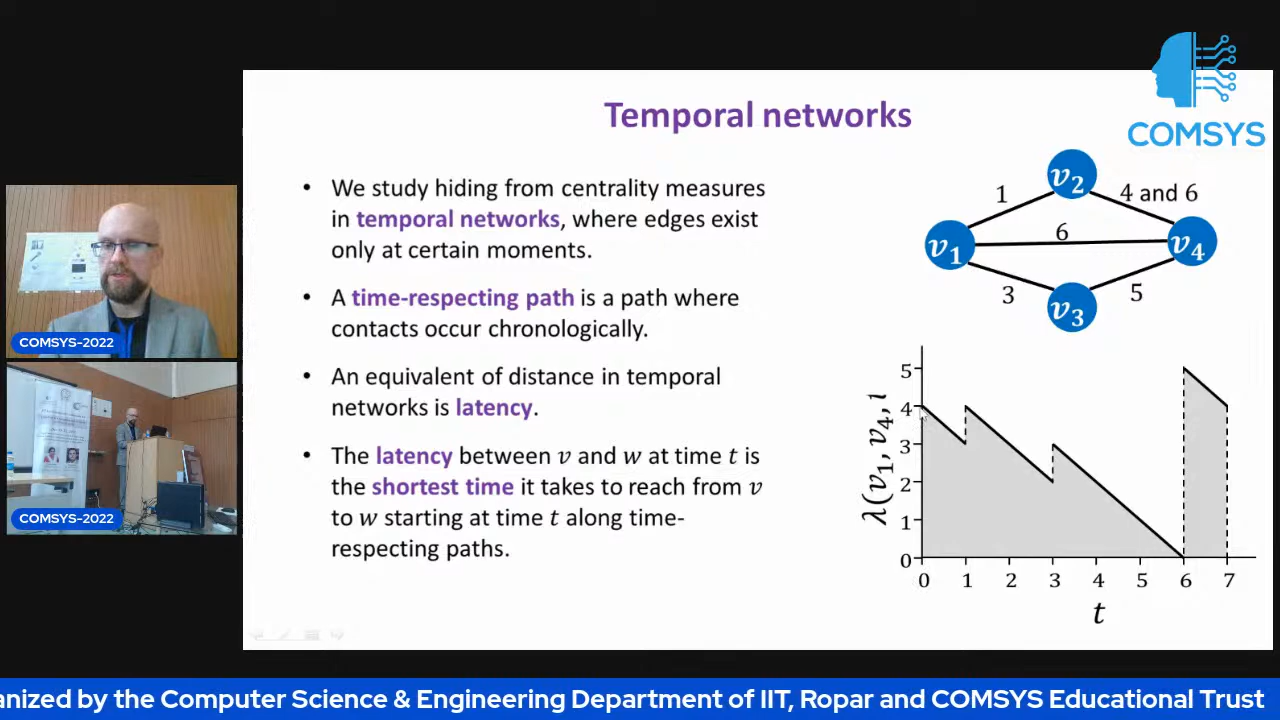 COMSYS
Temporal networks
• We study hiding from centrality measures
in temporal networks, where edges exist
only at certain moments.
• A time-respecting path is a path where
contacts occur chronologically.
• An equivalent of distance in temporal
networks is latency.
• The latency between v and w at time t is
the shortest time it takes to reach from v
to w starting at time t along time-
respecting paths.
v₂
1
4 and 6
v₁
6
v₄
3
5
v₃
λ(v₁, v₄,
5
4
3
2
1
0
0 1 2 3 4 5 6 7
t
COMSYS-2022
COMSYS-2022
anized by the Computer Science & Engineering Department of IIT, Ropar and COMSYS Educational Trust